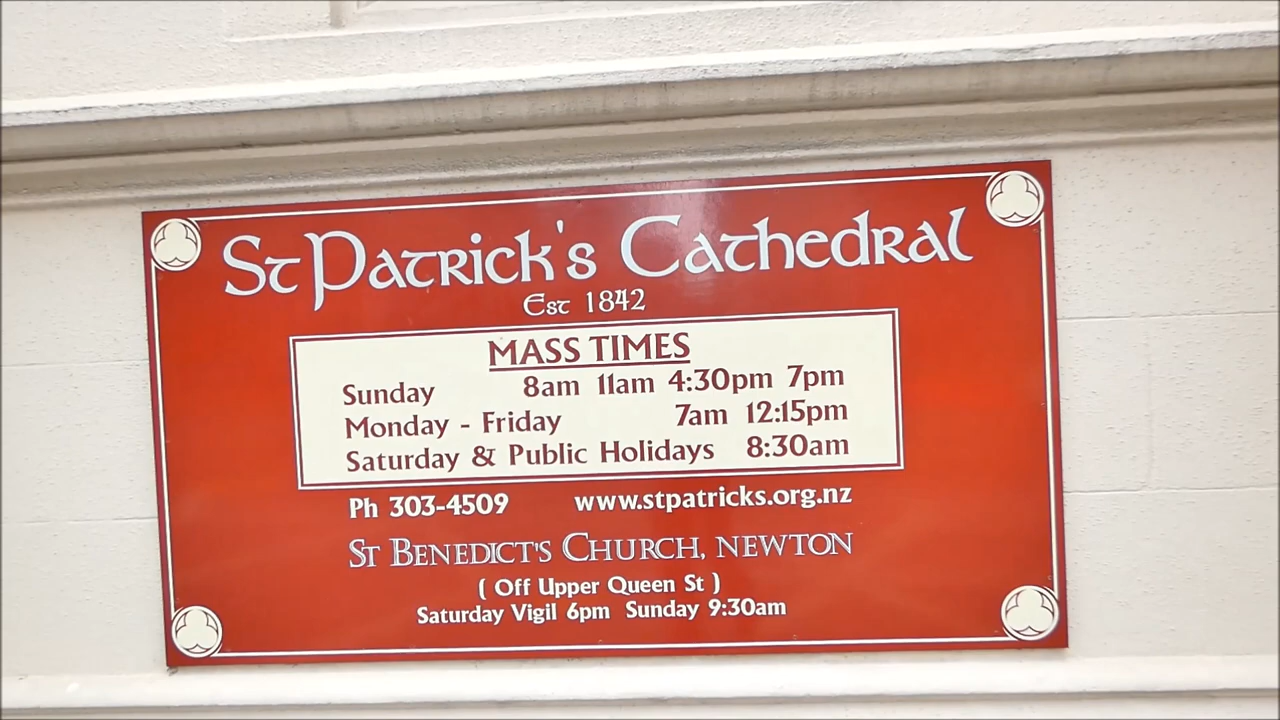 St Patrick's Cathedral
Est 1842
MASS TIMES
Sunday 8am 11am 4:30pm 7pm
Monday - Friday 7am 12:15pm
Saturday & Public Holidays 8:30am
Ph 303-4509 www.stpatricks.org.nz
ST BENEDICT'S CHURCH, NEWTON
( Off Upper Queen St )
Saturday Vigil 6pm Sunday 9:30am